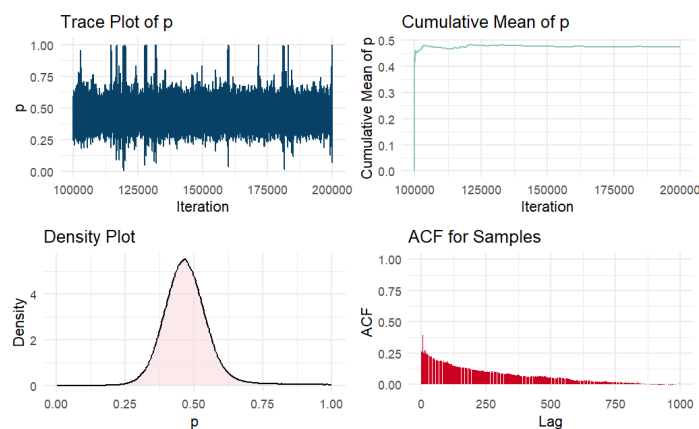 Trace Plot of p
1.00
0.75
0.50
0.25
0.00
p
100000 125000 150000 175000 200000
Iteration
Cumulative Mean of p
0.5
0.4
0.3
0.2
0.1
0.0
Cumulative Mean of p
100000 125000 150000 175000 200000
Iteration
Density Plot
4
2
0
Density
0.00 0.25 0.50 0.75 1.00
p
ACF for Samples
1.00
0.75
0.50
0.25
0.00
ACF
0 250 500 750 1000
Lag